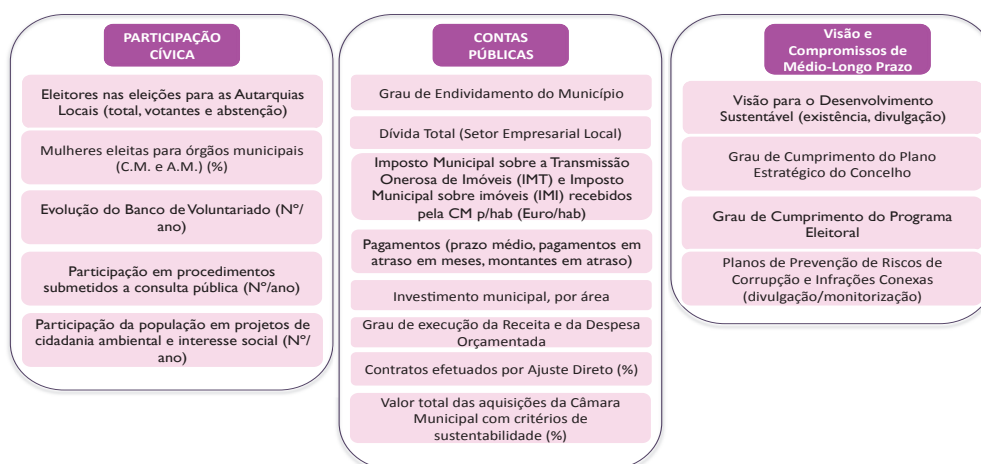 PARTICIPAÇÃO
CÍVICA
Eleitores nas eleições para as Autarquias
Locais (total, votantes e abstenção)
Mulheres eleitas para órgãos municipais
(C.M. e A.M.) (%)
Evolução do Banco de Voluntariado (Nº/
ano)
Participação em procedimentos
submetidos a consulta pública (Nº/ano)
Participação da população em projetos de
cidadania ambiental e interesse social (Nº/
ano)
CONTAS
PÚBLICAS
Grau de Endividamento do Município
Dívida Total (Setor Empresarial Local)
Imposto Municipal sobre a Transmissão
Onerosa de Imóveis (IMT) e Imposto
Municipal sobre imóveis (IMI) recebidos
pela CM p/hab (Euro/hab)
Pagamentos (prazo médio, pagamentos em
atraso em meses, montantes em atraso)
Investimento municipal, por área
Grau de execução da Receita e da Despesa
Orçamentada
Contratos efetuados por Ajuste Direto (%)
Valor total das aquisições da Câmara
Municipal com critérios de
sustentabilidade (%)
Visão e
Compromissos de
Médio-Longo Prazo
Visão para o Desenvolvimento
Sustentável (existência, divulgação)
Grau de Cumprimento do Plano
Estratégico do Concelho
Grau de Cumprimento do Programa
Eleitoral
Planos de Prevenção de Riscos de
Corrupção e Infrações Conexas
(divulgação/monitorização)